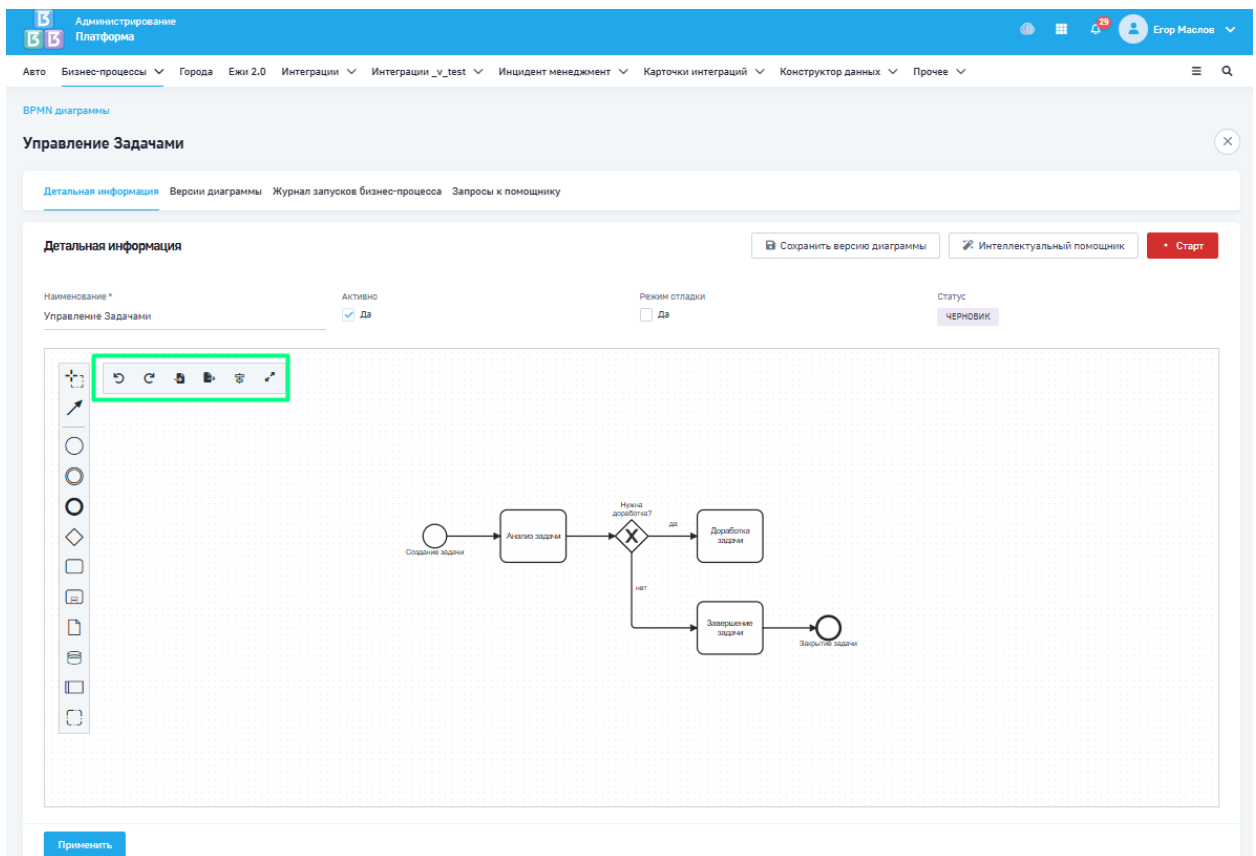 Администрирование
Платформа
29
Егор Маслов
Авто Бизнес-процессы Города Ежи 2.0 Интеграции Интеграции _v_test Инцидент менеджмент Карточки интеграций Конструктор данных Прочее
BPMN диаграммы
Управление Задачами
Детальная информация Версии диаграммы Журнал запусков бизнес-процесса Запросы к помощнику
Детальная информация
Сохранить версию диаграммы
Интеллектуальный помощник
Старт
Наименование *
Активно
Режим отладки
Статус
Управление Задачами
Да
Да
ЧЕРНОВИК
Нужна
доработка?
да
Создание задачи
Анализ задачи
Доработка
задачи
нет
Завершение
задачи
Закрытие задачи
Применить